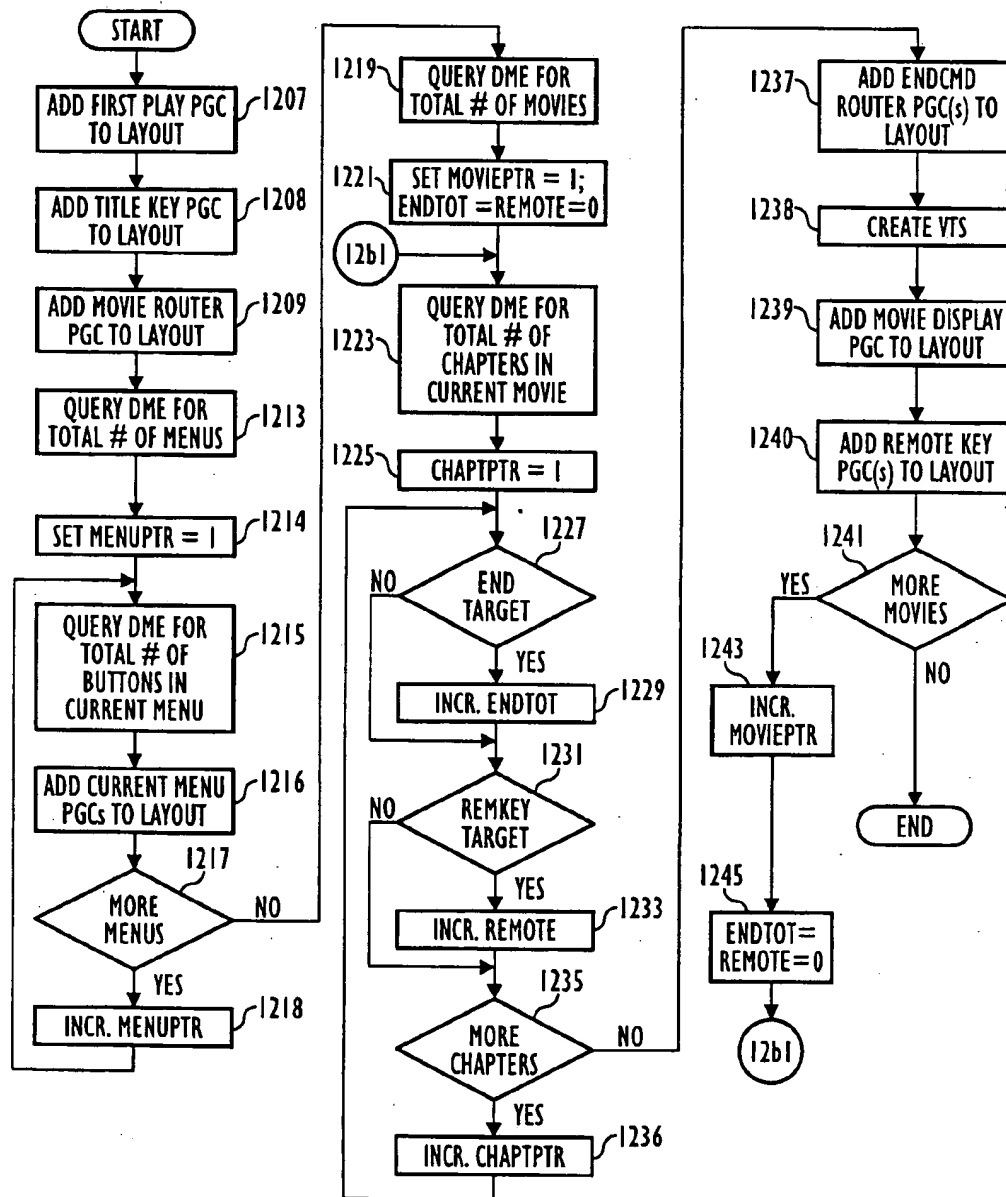 START
ADD FIRST PLAY PGC
TO LAYOUT
1207
ADD TITLE KEY PGC
TO LAYOUT
1208
ADD MOVIE ROUTER
PGC TO LAYOUT
1209
QUERY DME FOR
TOTAL # OF MENUS
1213
SET MENUPTR = 1
1214
QUERY DME FOR
TOTAL # OF
BUTTONS IN
CURRENT MENU
1215
ADD CURRENT MENU
PGCs TO LAYOUT
1216
1217
MORE
MENUS
NO
YES
INCR. MENUPTR
1218
1219
QUERY DME FOR
TOTAL # OF MOVIES
1221
SET MOVIEPTR = 1;
ENDTOT =REMOTE=0
12b1
1223
QUERY DME FOR
TOTAL # OF
CHAPTERS IN
CURRENT MOVIE
1225
CHAPTPTR = 1
1227
NO
END
TARGET
YES
INCR. ENDTOT
1229
1231
NO
REMKEY
TARGET
YES
INCR. REMOTE
1233
1235
MORE
CHAPTERS
NO
YES
INCR. CHAPTPTR
1236
1237
ADD ENDCMD
ROUTER PGC(s) TO
LAYOUT
1238
CREATE VTS
1239
ADD MOVIE DISPLAY
PGC TO LAYOUT
1240
ADD REMOTE KEY
PGC(s) TO LAYOUT
1241
YES
MORE
MOVIES
NO
1243
INCR.
MOVIEPTR
END
1245
ENDTOT=
REMOTE=0
12b1